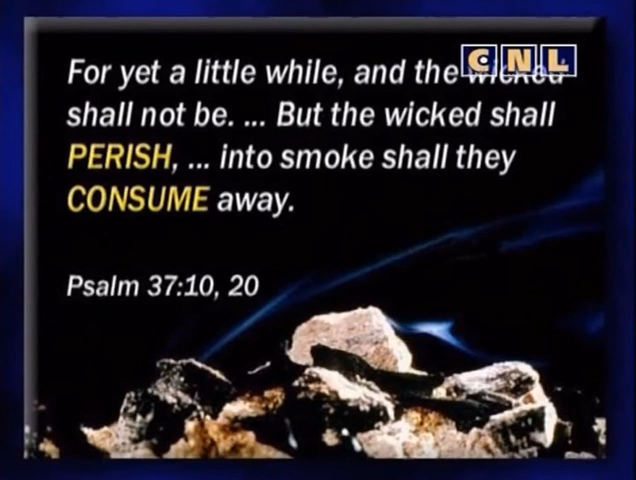 For yet a little while, and the wicked
CNL
shall not be. ... But the wicked shall
PERISH, ... into smoke shall they
CONSUME away.
Psalm 37:10, 20